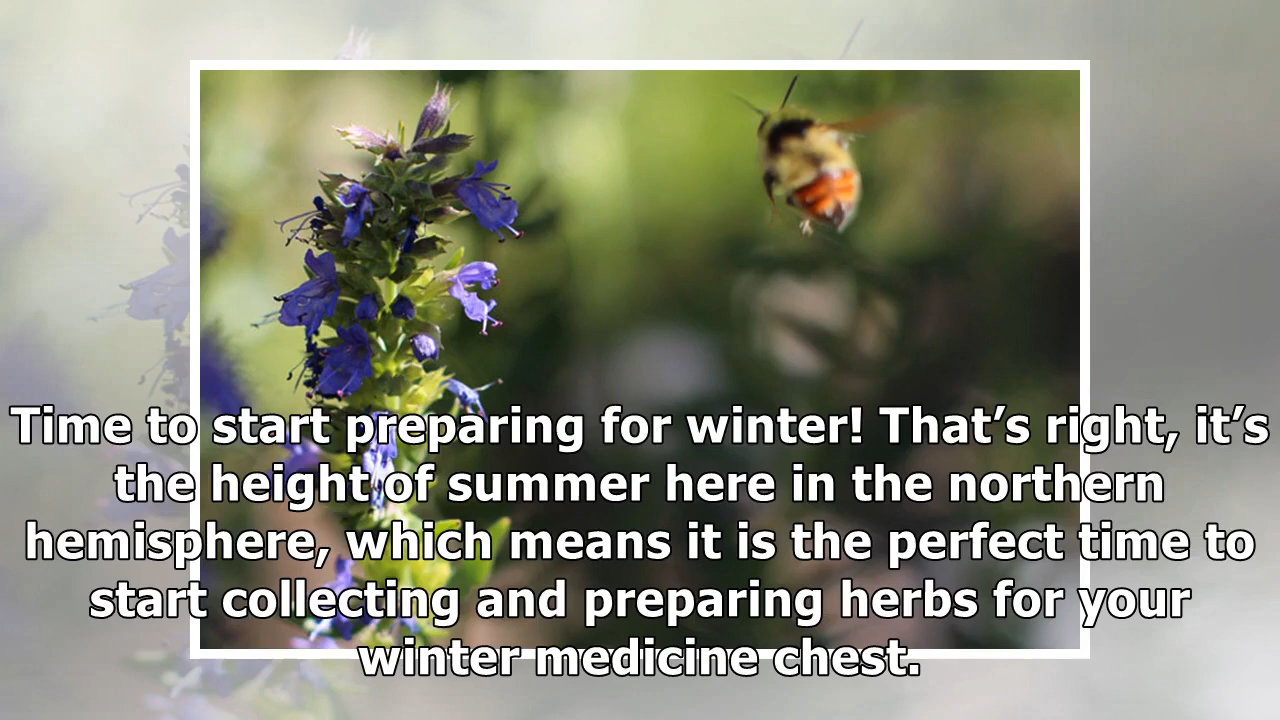 Time to start preparing for winter! That’s right, it’s
the height of summer here in the northern
hemisphere, which means it is the perfect time to
start collecting and preparing herbs for your
winter medicine chest.